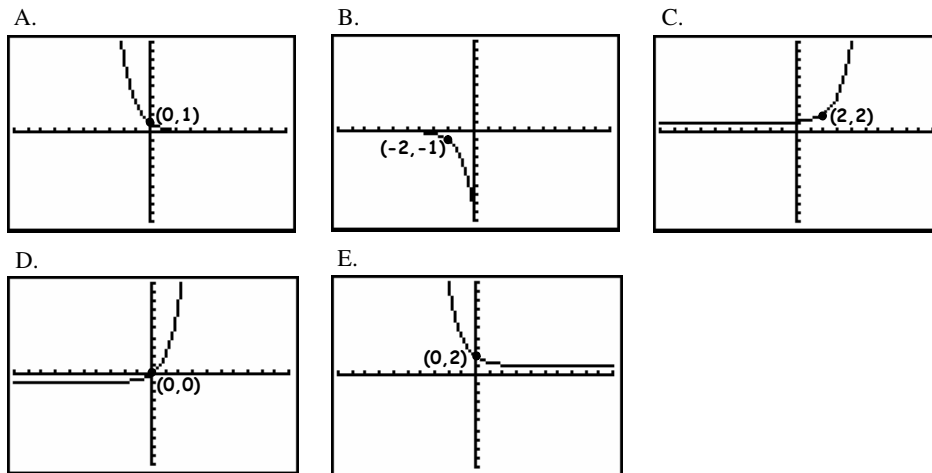 A.
B.
C.
(0,1)
(-2,-1)
(2,2)
D.
E.
(0,0)
(0,2)